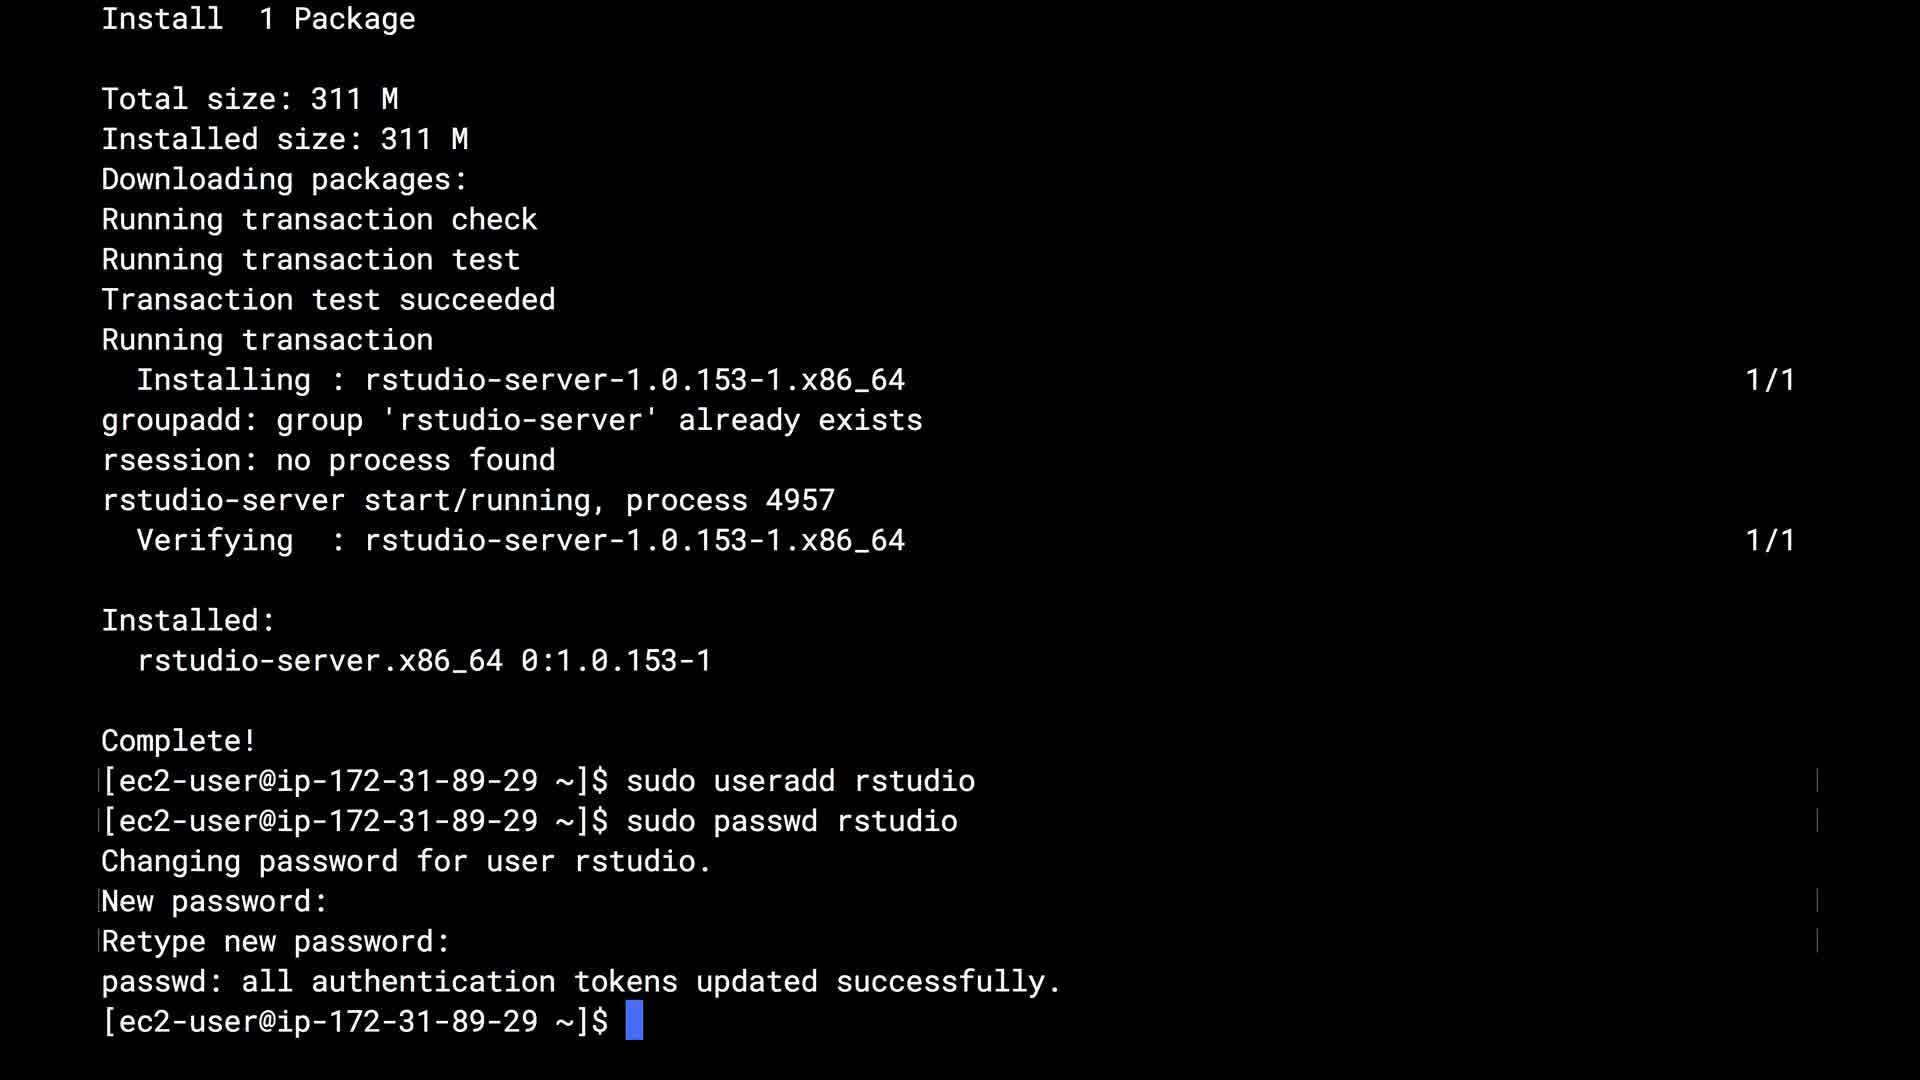 Install  1 Package
Total size: 311 M
Installed size: 311 M
Downloading packages:
Running transaction check
Running transaction test
Transaction test succeeded
Running transaction
  Installing : rstudio-server-1.0.153-1.x86_64 1/1
groupadd: group 'rstudio-server' already exists
rsession: no process found
rstudio-server start/running, process 4957
  Verifying  : rstudio-server-1.0.153-1.x86_64 1/1
Installed:
  rstudio-server.x86_64 0:1.0.153-1
Complete!
[ec2-user@ip-172-31-89-29 ~]$ sudo useradd rstudio
[ec2-user@ip-172-31-89-29 ~]$ sudo passwd rstudio
Changing password for user rstudio.
New password:
Retype new password:
passwd: all authentication tokens updated successfully.
[ec2-user@ip-172-31-89-29 ~]$